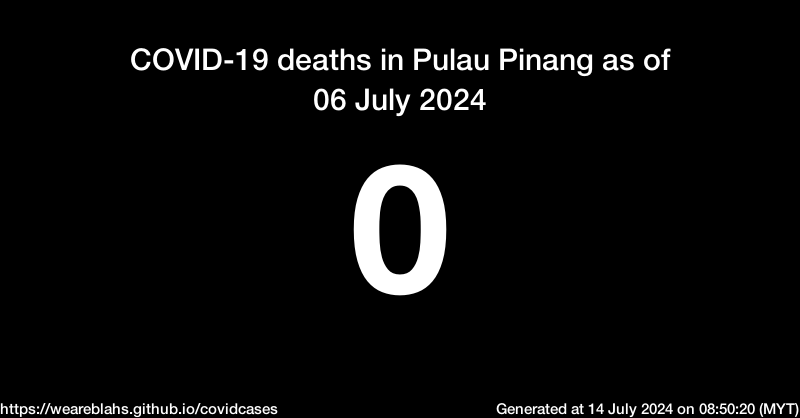 COVID-19 deaths in Pulau Pinang as of
06 July 2024
0
https://weareblahs.github.io/covidcases
Generated at 14 July 2024 on 08:50:20 (MYT)